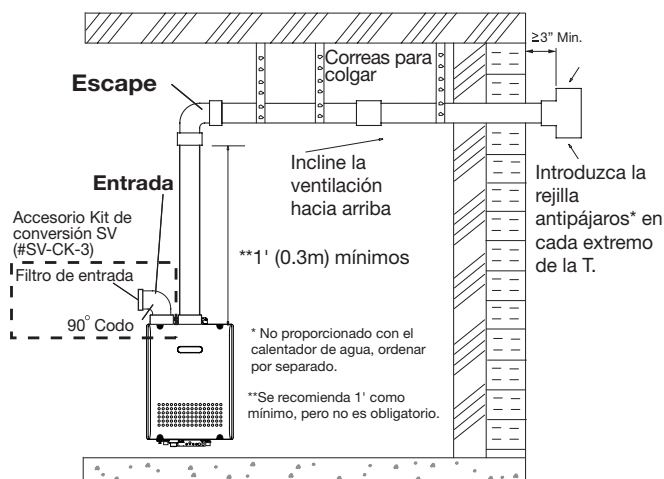 ≥3” Min.
Correas para
colgar
Escape
Incline la
ventilación
hacia arriba
Introduzca la
rejilla
antipájaros* en
cada extremo
de la T.
Entrada
Accesorio Kit de
conversión SV
(#SV-CK-3)
Filtro de entrada
90° Codo
**1' (0.3m) mínimos
* No proporcionado con el
calentador de agua, ordenar
por separado.
**Se recomienda 1' como
mínimo, pero no es obligatorio.